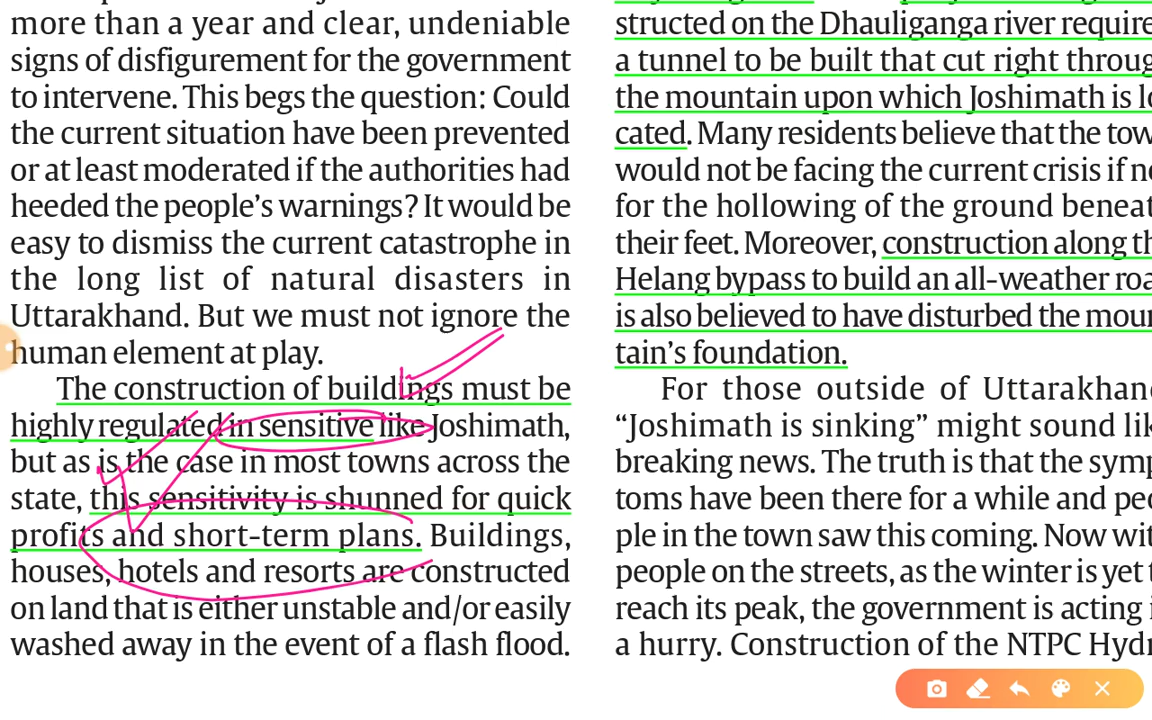 more than a year and clear, undeniable
signs of disfigurement for the government
to intervene. This begs the question: Could
the current situation have been prevented
or at least moderated if the authorities had
heeded the people's warnings? It would be
easy to dismiss the current catastrophe in
the long list of natural disasters in
Uttarakhand. But we must not ignore the
human element at play.
The construction of buildings must be
highly regulated in sensitive like Joshimath,
but as is the case in most towns across the
state, this sensitivity is shunned for quick
profits and short-term plans. Buildings,
houses, hotels and resorts are constructed
on land that is either unstable and/or easily
washed away in the event of a flash flood.
structed on the Dhauliganga river require
a tunnel to be built that cut right throug
the mountain upon which Joshimath is lo
cated. Many residents believe that the tow
would not be facing the current crisis if no
for the hollowing of the ground beneat
their feet. Moreover, construction along th
Helang bypass to build an all-weather roa
is also believed to have disturbed the moun
tain's foundation.
For those outside of Uttarakhan
"Joshimath is sinking" might sound lik
breaking news. The truth is that the symp
toms have been there for a while and peo
ple in the town saw this coming. Now wit
people on the streets, as the winter is yet t
reach its peak, the government is acting i
a hurry. Construction of the NTPC Hydr